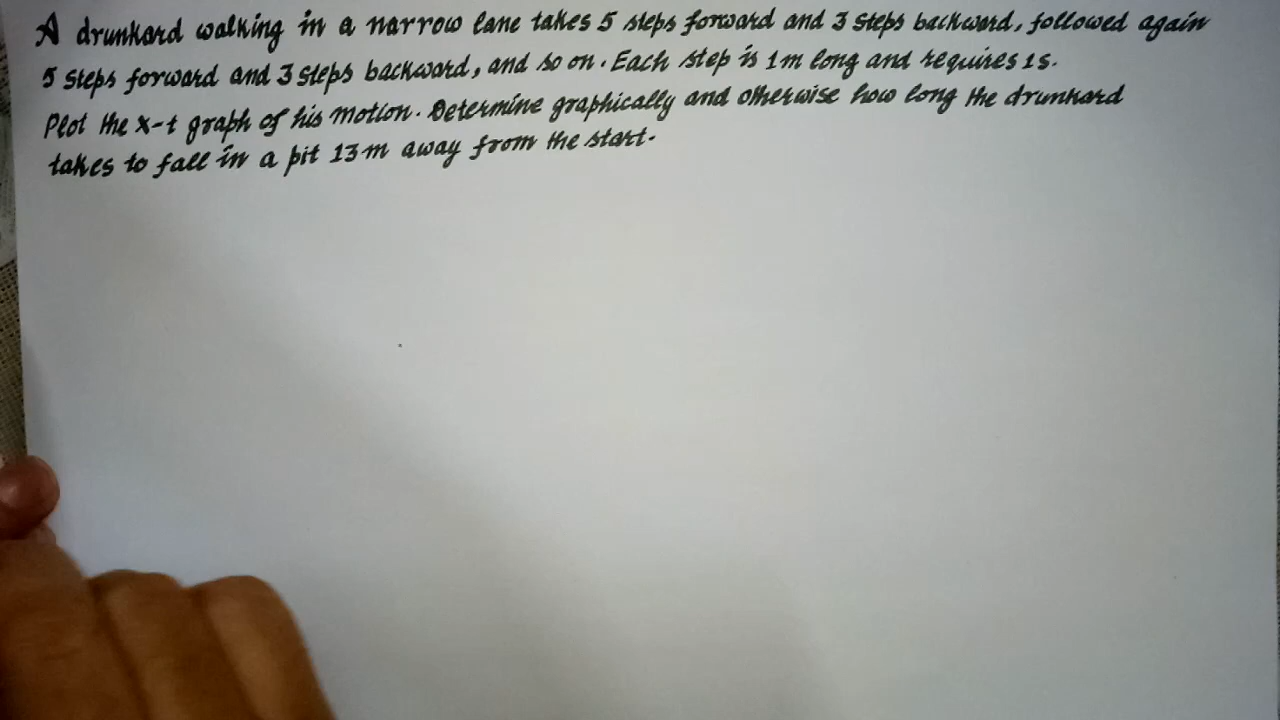 A drunkard walking in a narrow lane takes 5 steps forward and 3 steps backward, followed again
5 steps forward and 3 steps backward, and so on. Each step is 1m long and requires 1s.
Plot the x-t graph of his motion. Determine graphically and otherwise how long the drunkard
takes to fall in a pit 13m away from the start.